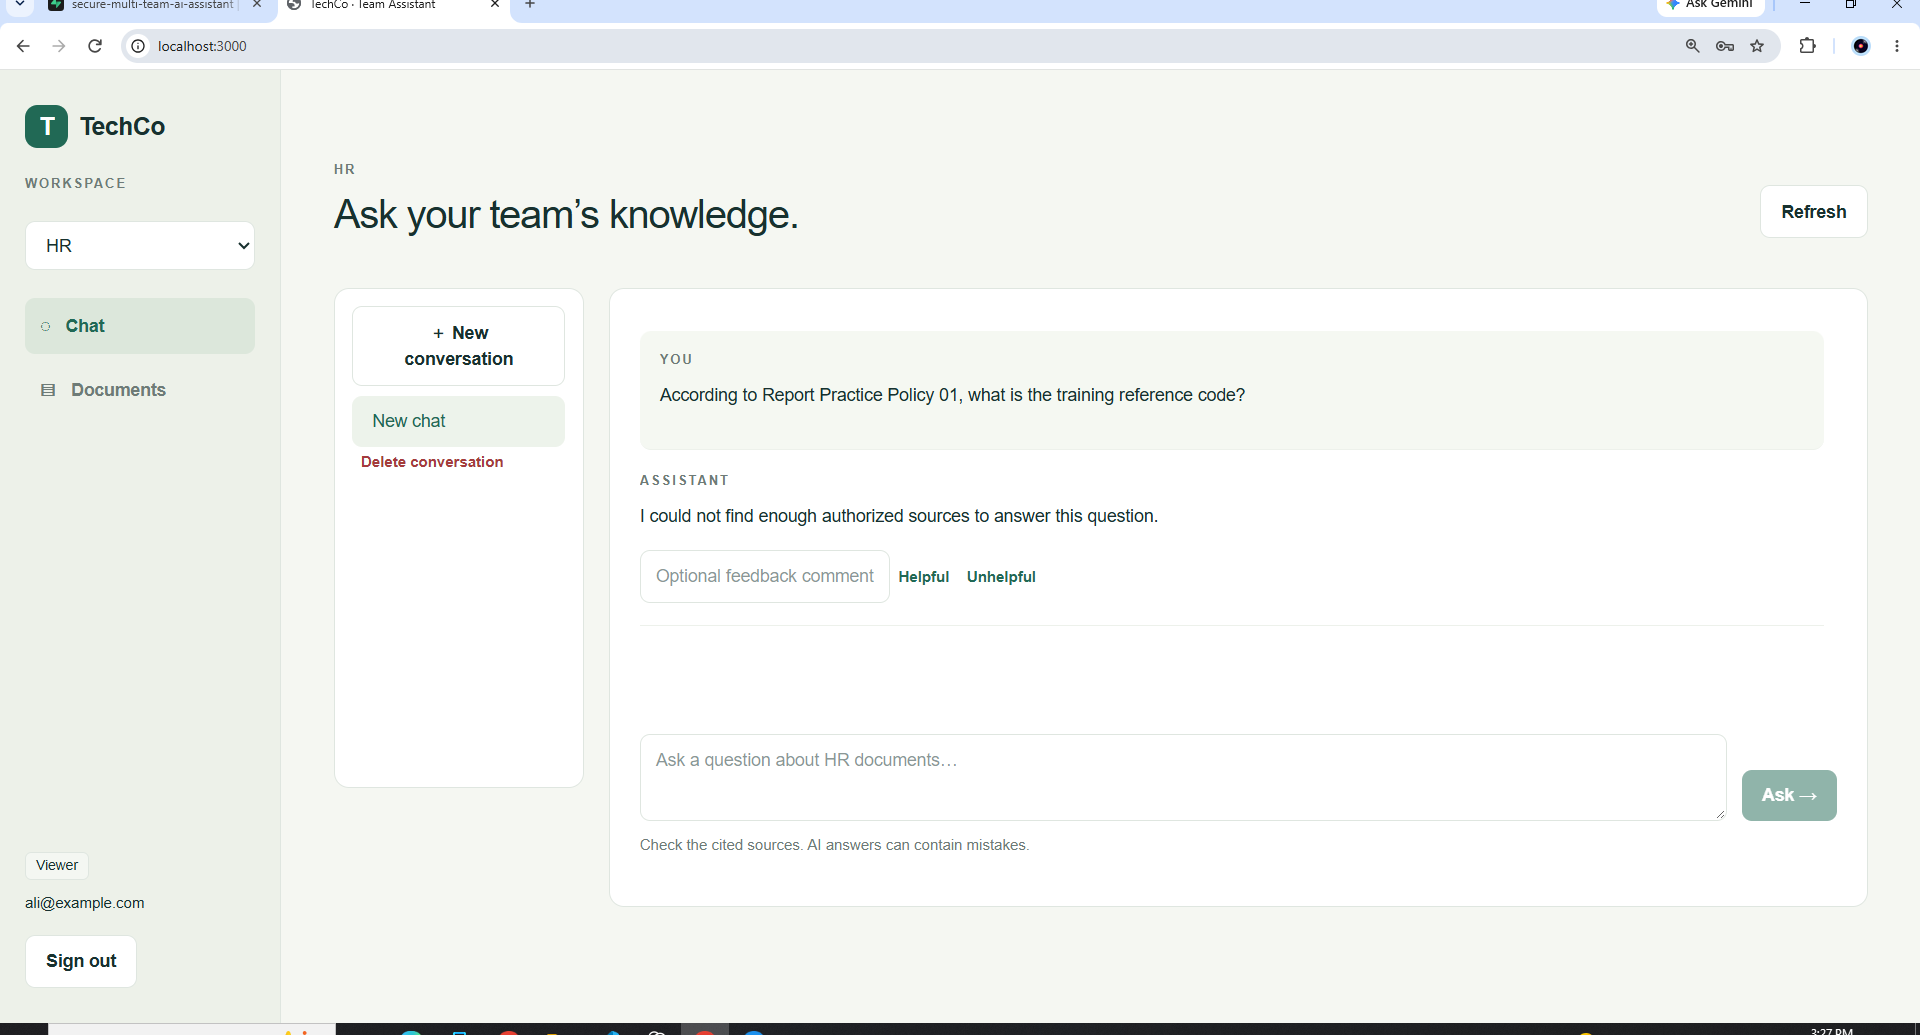 secure-multi-team-ai-assistant
TechCo · Team Assistant
Ask Gemini
localhost:3000
T TechCo
WORKSPACE
HR
Chat
Documents
Viewer
ali@example.com
Sign out
HR
Ask your team’s knowledge.
Refresh
+ New
conversation
New chat
Delete conversation
YOU
According to Report Practice Policy 01, what is the training reference code?
ASSISTANT
I could not find enough authorized sources to answer this question.
Optional feedback comment Helpful Unhelpful
Ask a question about HR documents…
Ask →
Check the cited sources. AI answers can contain mistakes.
3:27 PM